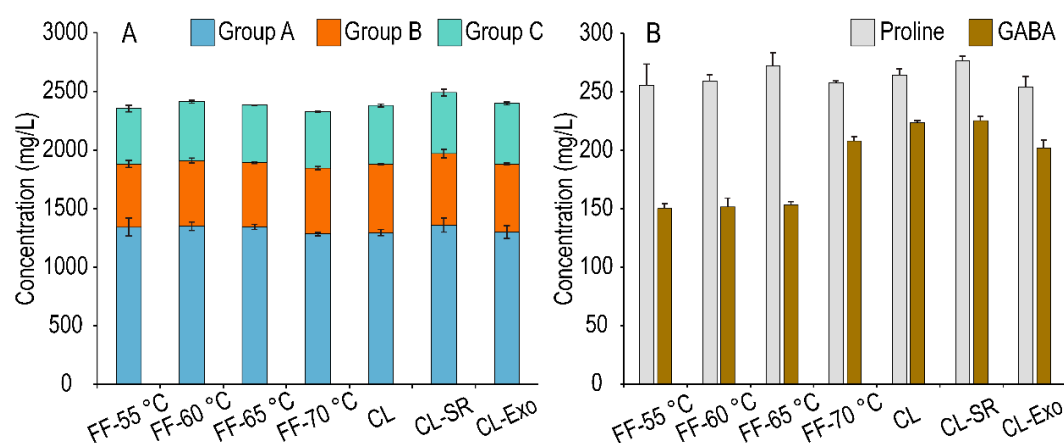 A
Group A
Group B
Group C
Concentration (mg/L)
3000
2500
2000
1500
1000
500
0
FF-55 °C
FF-60 °C
FF-65 °C
FF-70 °C
CL
CL-SR
CL-Exo
B
Proline
GABA
Concentration (mg/L)
300
250
200
150
100
50
0
FF-55 °C
FF-60 °C
FF-65 °C
FF-70 °C
CL
CL-SR
CL-Exo